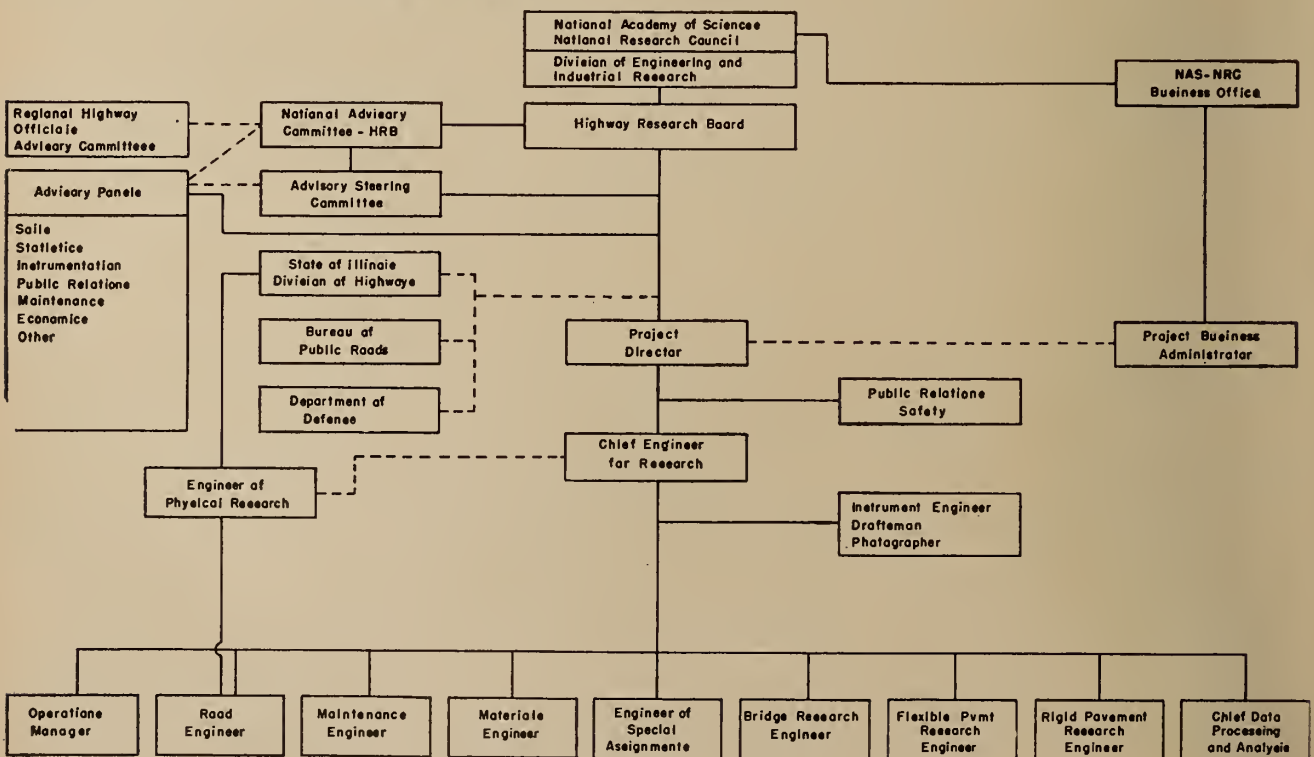 National Academy of Sciences
National Research Council
Division of Engineering and
Industrial Research
NAS-NRC
Business Office
Regional Highway
Officials
Advisory Committees
National Advisory
Committee - HRB
Highway Research Board
Advisory Panels
Soils
Statistics
Instrumentation
Public Relations
Maintenance
Economics
Other
Advisory Steering
Committee
State of Illinois
Division of Highways
Bureau of
Public Roads
Department of
Defense
Project
Director
Project Business
Administrator
Public Relations
Safety
Chief Engineer
for Research
Engineer of
Physical Research
Instrument Engineer
Draftsman
Photographer
Operations
Manager
Road
Engineer
Maintenance
Engineer
Materials
Engineer
Engineer of
Special
Assignments
Bridge Research
Engineer
Flexible Pvmt
Research
Engineer
Rigid Pavement
Research
Engineer
Chief Data
Processing
and Analysis